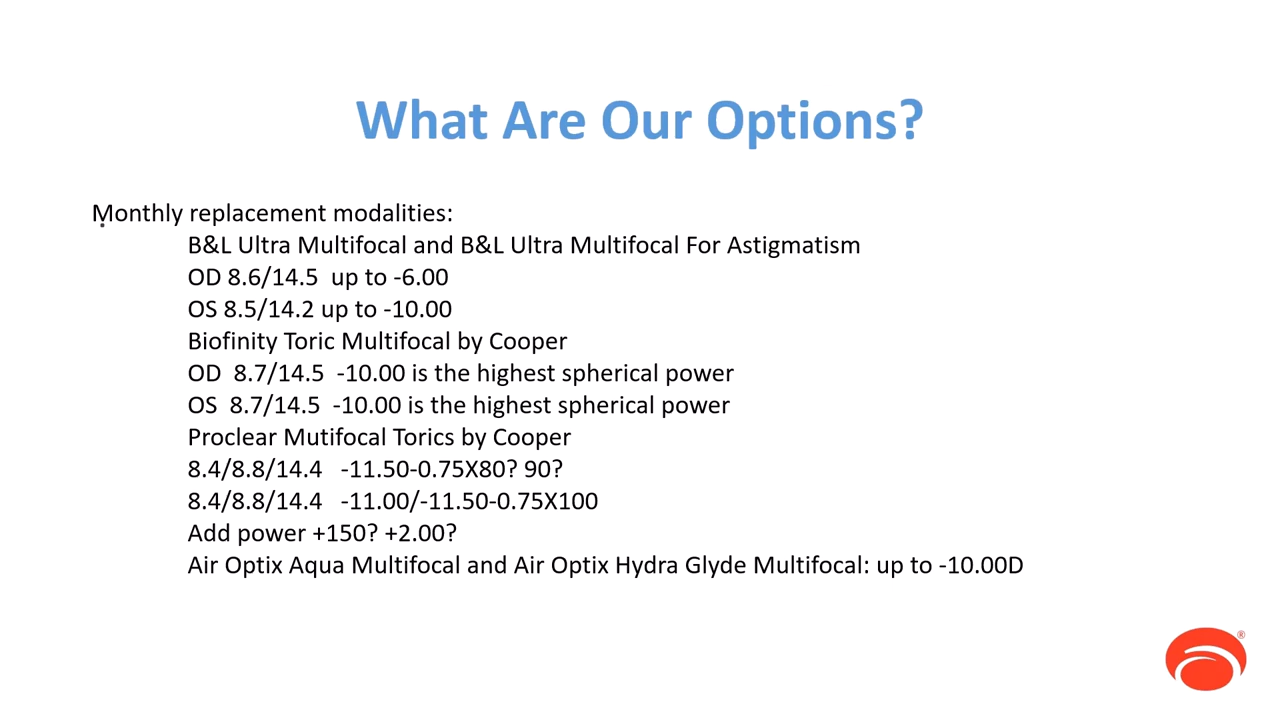 What Are Our Options?
Monthly replacement modalities:
B&L Ultra Multifocal and B&L Ultra Multifocal For Astigmatism
OD 8.6/14.5  up to -6.00
OS 8.5/14.2 up to -10.00
Biofinity Toric Multifocal by Cooper
OD  8.7/14.5  -10.00 is the highest spherical power
OS  8.7/14.5  -10.00 is the highest spherical power
Proclear Mutifocal Torics by Cooper
8.4/8.8/14.4   -11.50-0.75X80? 90?
8.4/8.8/14.4   -11.00/-11.50-0.75X100
Add power +150? +2.00?
Air Optix Aqua Multifocal and Air Optix Hydra Glyde Multifocal: up to -10.00D
®